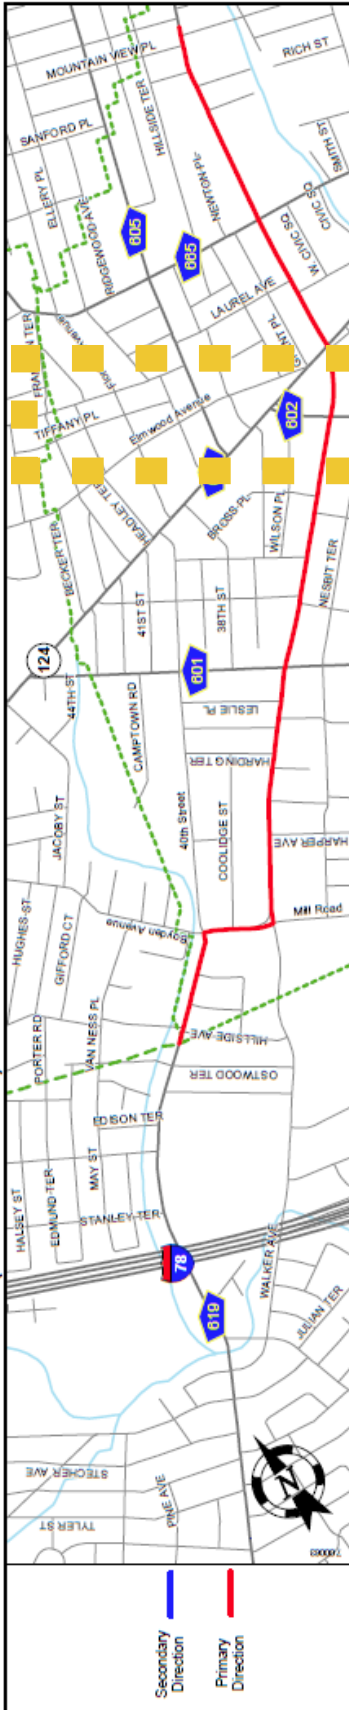 RICH ST
MOUNTAIN VIEW PL
SANFORD PL
HILLSIDE TER
SMITH ST
ELLERY PL
NEWTON PL
CIVIC SQ
W. CIVIC SQ
RIDGEWOOD AVE
605
665
LAUREL AVE
TIFFANY PL
Elmwood Avenue
602
HEADLEY TER
BROSS PL
WILSON PL
BECKER TER
NESBIT TER
41ST ST
38TH ST
124
601
44TH ST
LESLIE PL
CAMPTOWN RD
HARDING TER
JACOBY ST
40th Street
COOLIDGE ST
HARPER AVE
HUGHES ST
GIFFORD CT
Boyden Avenue
Mill Road
VAN NESS PL
PORTER RD
HILLSIDE AVE
OSTWOOD TER
EDISON TER
MAY ST
HALSEY ST
EDMUND TER
STANLEY TER
78
WALKER AVE
619
JULIAN TER
STECHER AVE
PINE AVE
TYLER ST
N
Secondary
Direction
Primary
Direction